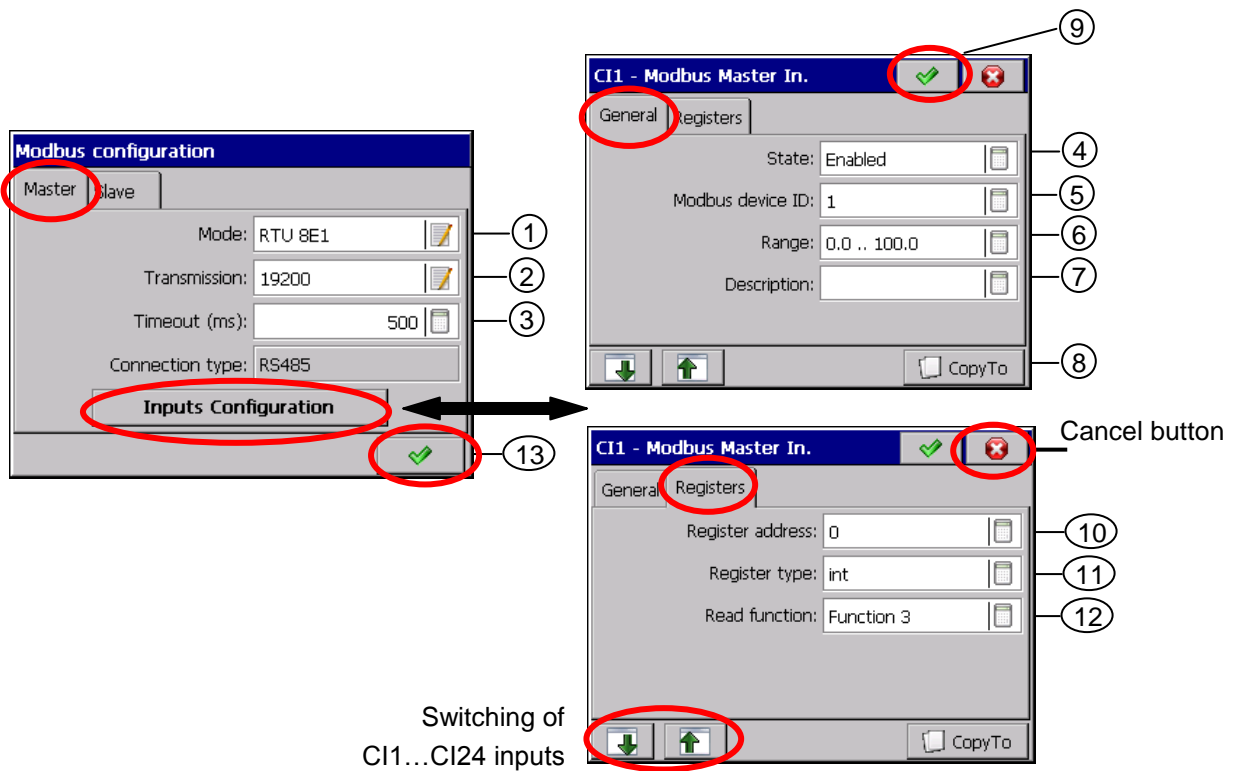 Modbus configuration
Master Slave
Mode: RTU 8E1 1
Transmission: 19200 2
Timeout (ms): 500 3
Connection type: RS485
Inputs Configuration
13
9
CI1 - Modbus Master In.
General Registers
State: Enabled 4
Modbus device ID: 1 5
Range: 0.0 .. 100.0 6
Description: 7
CopyTo 8
Cancel button
CI1 - Modbus Master In.
General Registers
Register address: 0 10
Register type: int 11
Read function: Function 3 12
CopyTo
Switching of
CI1...CI24 inputs